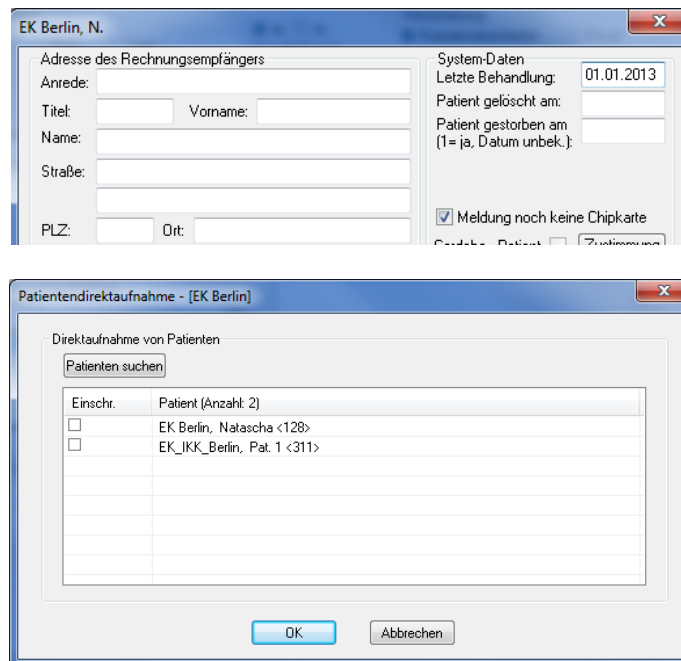 EK Berlin, N.
Adresse des Rechnungsempfängers
Anrede:
Titel: Vorname:
Name:
Straße:
PLZ: Ort:
System-Daten
Letzte Behandlung: 01.01.2013
Patient gelöscht am:
Patient gestorben am
(1= ja, Datum unbek.):
Meldung noch keine Chipkarte
Patient Zustimmung
Patientendirektaufnahme - [EK Berlin]
Direktaufnahme von Patienten
Patienten suchen
Einschr. Patient (Anzahl: 2)
EK Berlin, Natascha <128>
EK_IKK_Berlin, Pat. 1 <311>
OK Abbrechen